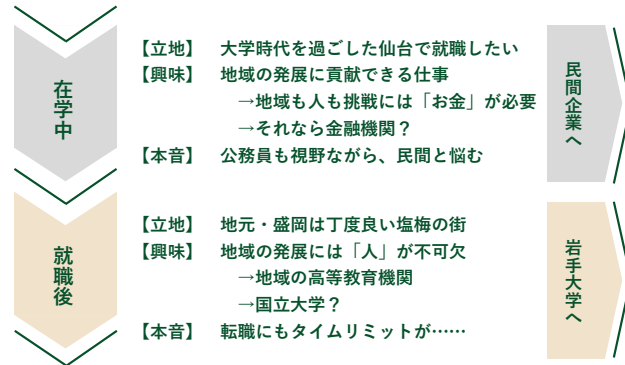 在学中
【立地】 大学時代を過ごした仙台で就職したい
【興味】 地域の発展に貢献できる仕事
→地域も人も挑戦には「お金」が必要
→それなら金融機関？
【本音】 公務員も視野ながら、民間と悩む
民間企業へ
就職後
【立地】 地元・盛岡は丁度良い塩梅の街
【興味】 地域の発展には「人」が不可欠
→地域の高等教育機関
→国立大学？
【本音】 転職にもタイムリミットが……
岩手大学へ